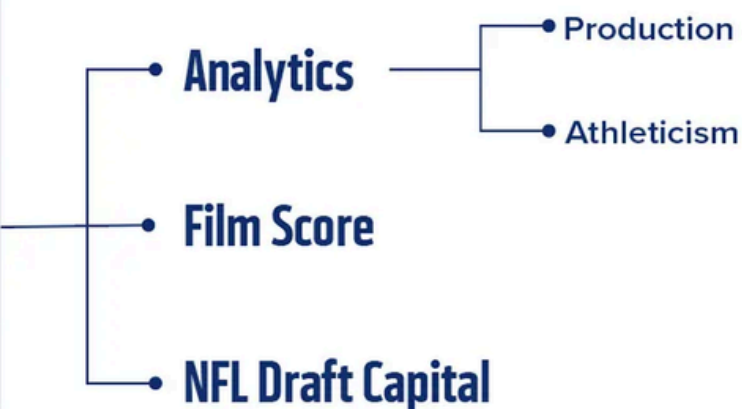 Production
Analytics
Athleticism
Film Score
NFL Draft Capital